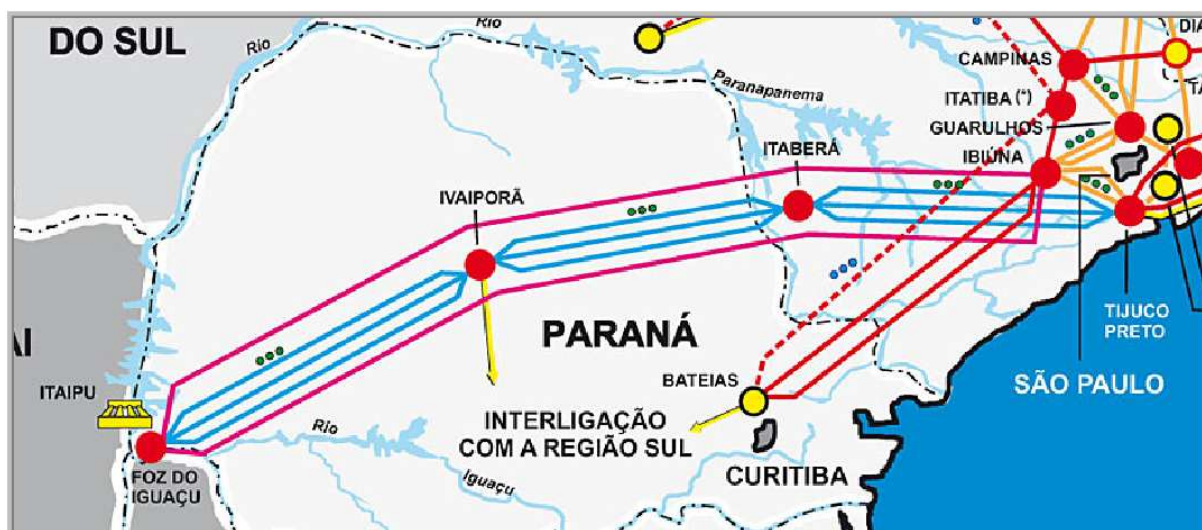 DO SUL
Rio
Rio
Paranapanema
CAMPINAS
ITATIBA (*)
GUARULHOS
IBIÚNA
ITABERÁ
IVAIPORÃ
PARANÁ
TIJUCO
PRETO
SÃO PAULO
BATEIAS
ITAIPU
INTERLIGAÇÃO
COM A REGIÃO SUL
Rio
Iguaçu
CURITIBA
FOZ DO
IGUAÇU